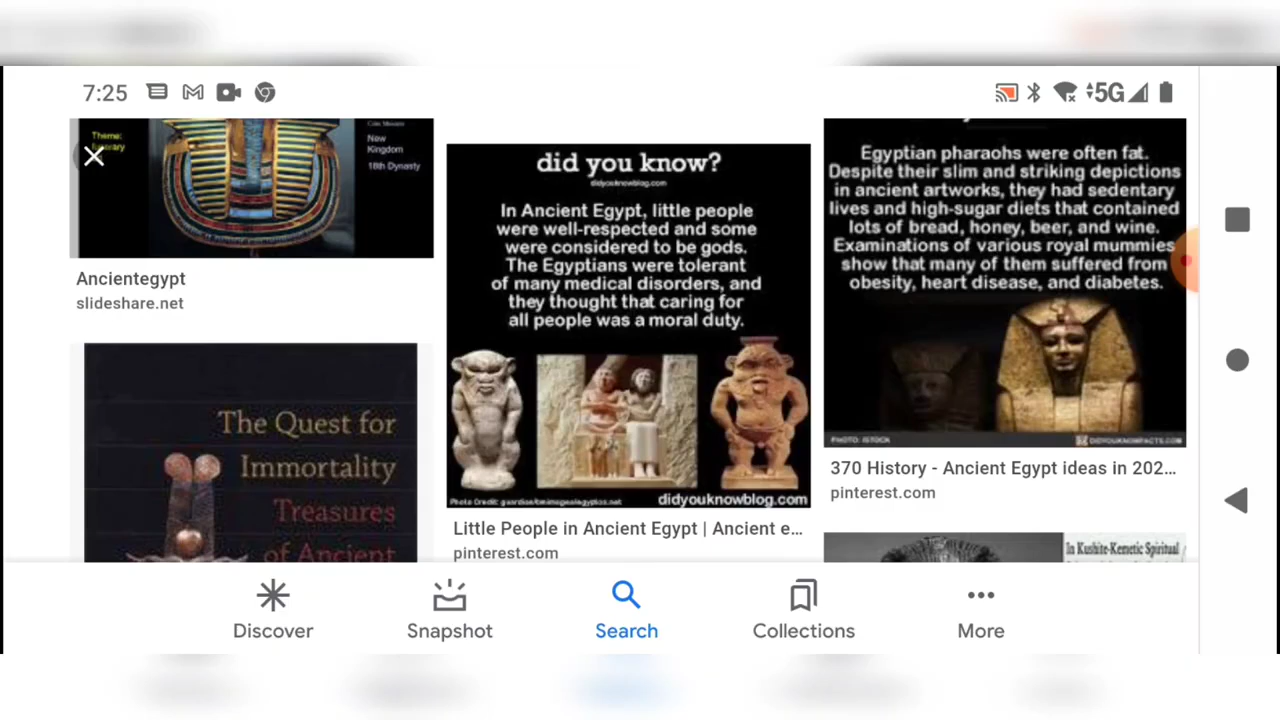 7:25
5G
Theme:
New
Kingdom
18th Dynasty
Ancientegypt
slideshare.net
The Quest for
Immortality
Treasures
of Ancient
did you know?
didyouknowblog.com
In Ancient Egypt, little people
were well-respected and some
were considered to be gods.
The Egyptians were tolerant
of many medical disorders, and
they thought that caring for
all people was a moral duty.
didyouknowblog.com
Little People in Ancient Egypt | Ancient e...
pinterest.com
Egyptian pharaohs were often fat.
Despite their slim and striking depictions
in ancient artworks, they had sedentary
lives and high-sugar diets that contained
lots of bread, honey, beer, and wine.
Examinations of various royal mummies
show that many of them suffered from
obesity, heart disease, and diabetes.
PHOTO: ISTOCK
DIDYOUKNOWFACTS.COM
370 History - Ancient Egypt ideas in 202...
pinterest.com
In Kushite-Kemetic Spiritual
Discover
Snapshot
Search
Collections
More